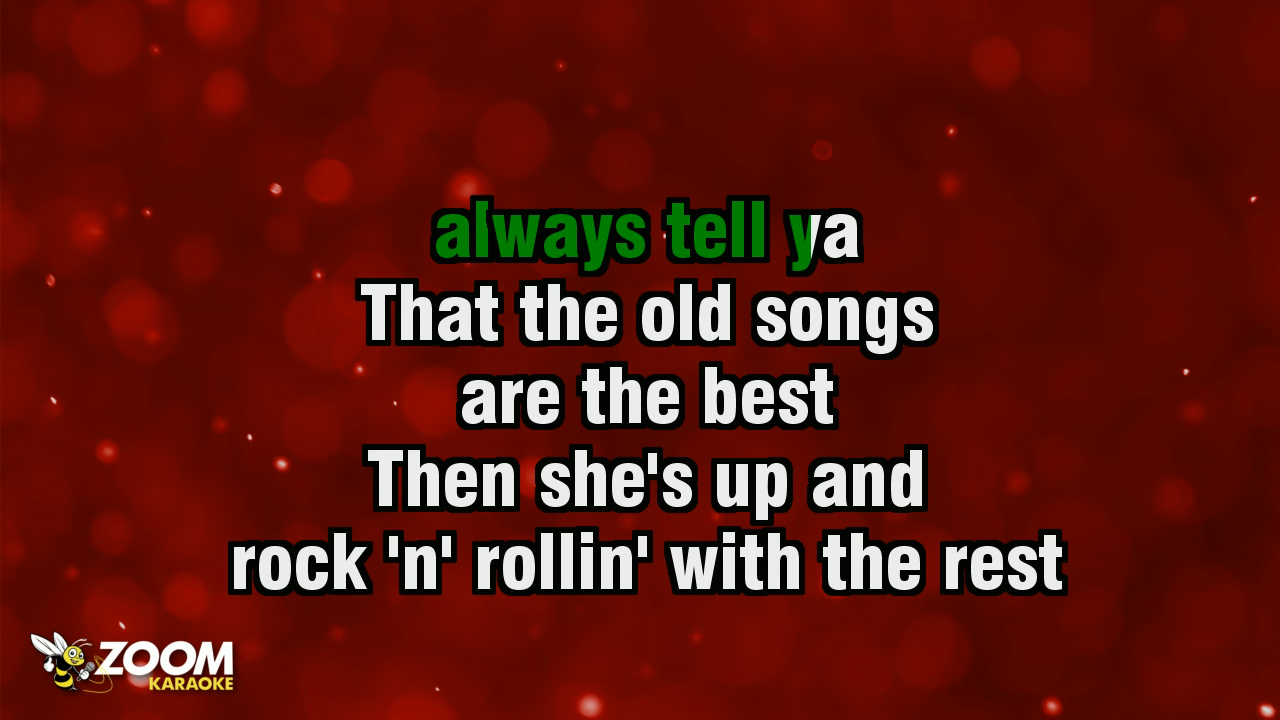 always tell ya
That the old songs
are the best
Then she's up and
rock 'n' rollin' with the rest
ZOOM
KARAOKE